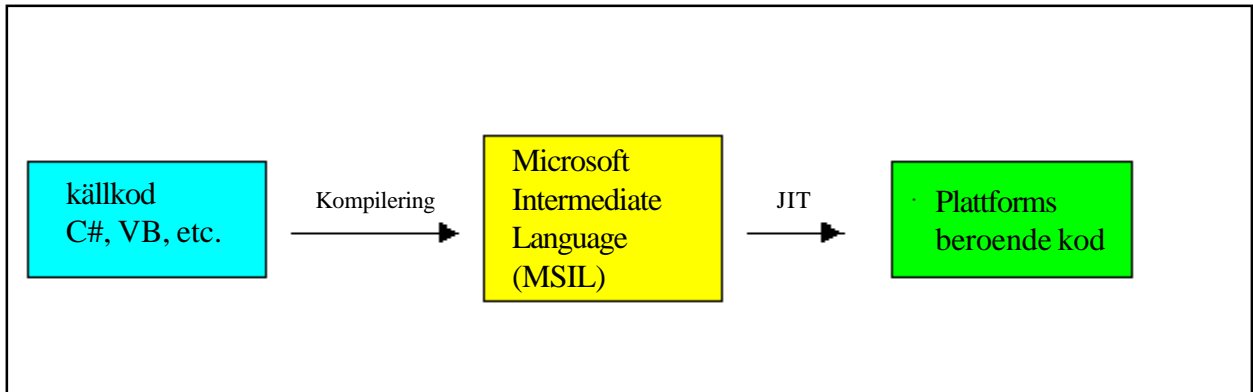 källkod
C#, VB, etc.
Kompilering
Microsoft
Intermediate
Language
(MSIL)
JIT
Plattforms
beroende kod